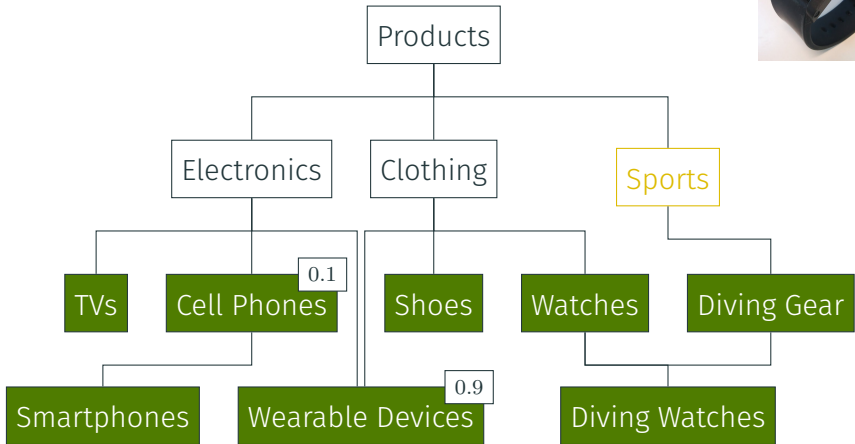 Products
Electronics
Clothing
Sports
0.1
TVs
Cell Phones
Shoes
Watches
Diving Gear
0.9
Smartphones
Wearable Devices
Diving Watches